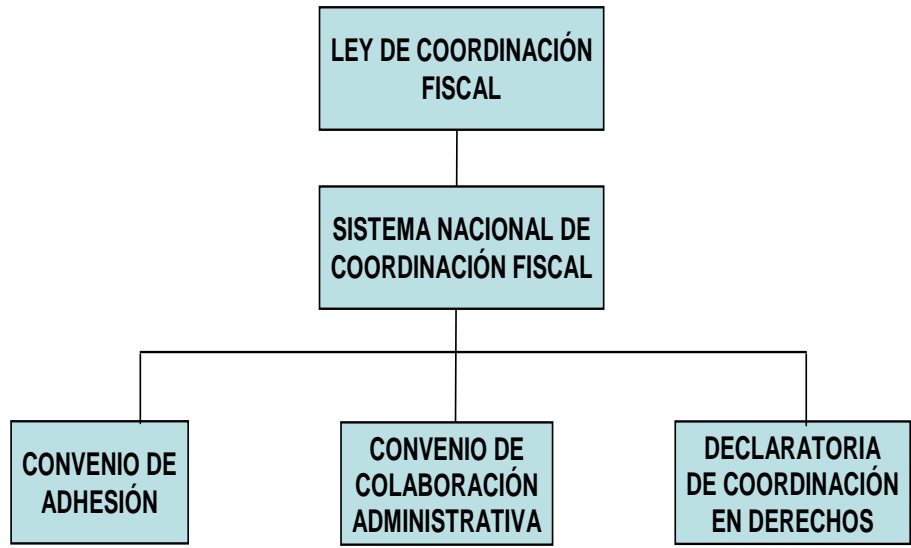 LEY DE COORDINACIÓN
FISCAL
SISTEMA NACIONAL DE
COORDINACIÓN FISCAL
CONVENIO DE
ADHESIÓN
CONVENIO DE
COLABORACIÓN
ADMINISTRATIVA
DECLARATORIA
DE COORDINACIÓN
EN DERECHOS